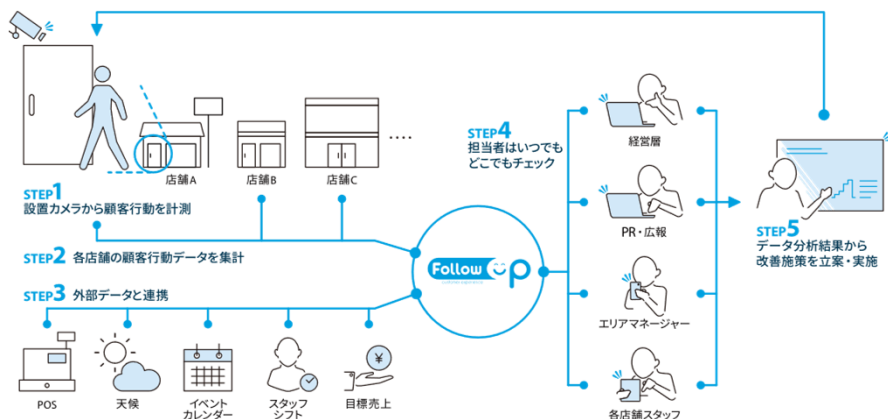 店舗A
店舗B
店舗C
STEP1
設置カメラから顧客行動を計測
STEP2 各店舗の顧客行動データを集計
STEP3 外部データと連携
POS
天候
イベント
カレンダー
スタッフ
シフト
¥
目標売上
Follow UP
STEP4
担当者はいつでも
どこでもチェック
経営層
PR・広報
エリアマネージャー
各店舗スタッフ
STEP5
データ分析結果から
改善施策を立案・実施